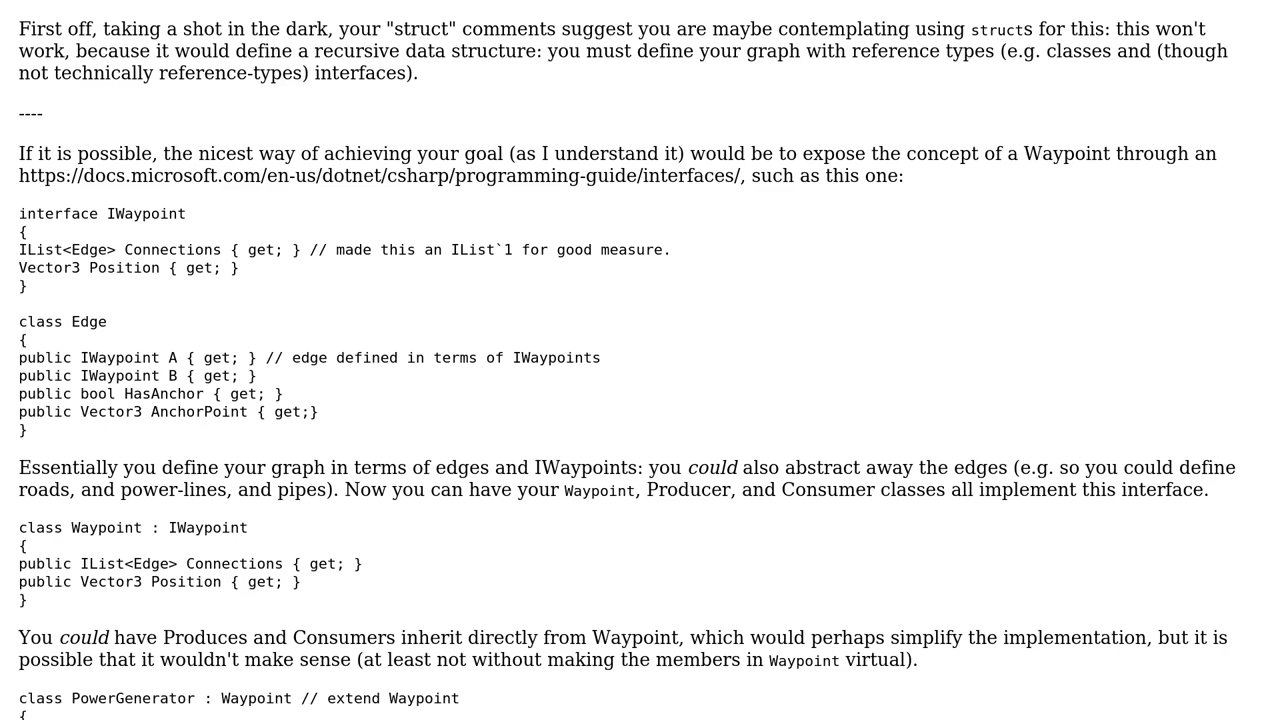 First off, taking a shot in the dark, your "struct" comments suggest you are maybe contemplating using structs for this: this won't
work, because it would define a recursive data structure: you must define your graph with reference types (e.g. classes and (though
not technically reference-types) interfaces).
----
If it is possible, the nicest way of achieving your goal (as I understand it) would be to expose the concept of a Waypoint through an
https://docs.microsoft.com/en-us/dotnet/csharp/programming-guide/interfaces/, such as this one:
interface IWaypoint
{
IList<Edge> Connections { get; } // made this an IList`1 for good measure.
Vector3 Position { get; }
}
class Edge
{
public IWaypoint A { get; } // edge defined in terms of IWaypoints
public IWaypoint B { get; }
public bool HasAnchor { get; }
public Vector3 AnchorPoint { get;}
}
Essentially you define your graph in terms of edges and IWaypoints: you could also abstract away the edges (e.g. so you could define
roads, and power-lines, and pipes). Now you can have your Waypoint, Producer, and Consumer classes all implement this interface.
class Waypoint : IWaypoint
{
public IList<Edge> Connections { get; }
public Vector3 Position { get; }
}
You could have Produces and Consumers inherit directly from Waypoint, which would perhaps simplify the implementation, but it is
possible that it wouldn't make sense (at least not without making the members in Waypoint virtual).
class PowerGenerator : Waypoint // extend Waypoint
{